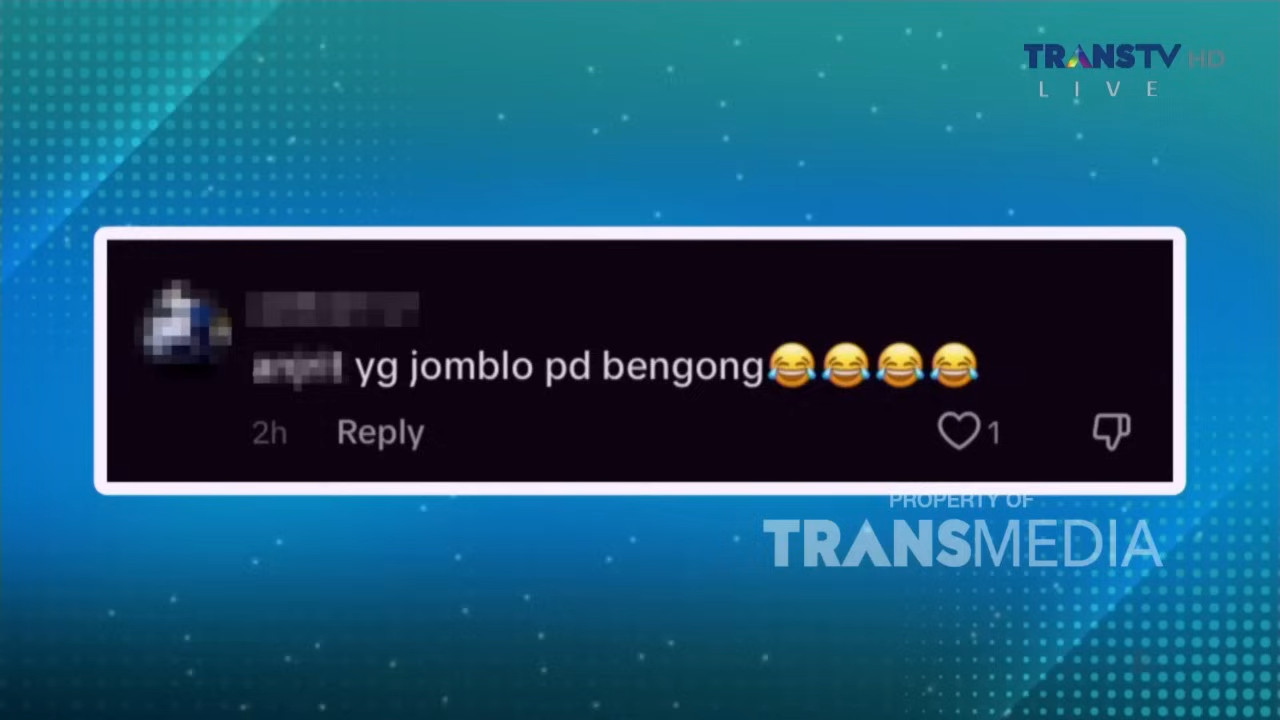 TRANSTV HD
LIVE
yg jomblo pd bengong😂😂😂😂
2h Reply 1
PROPERTY OF
TRANSMEDIA